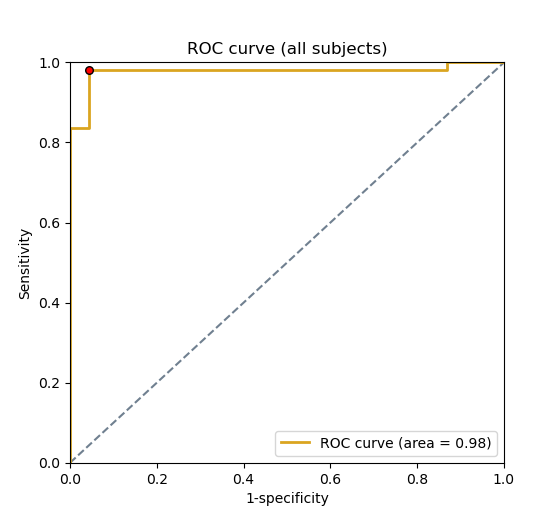 ROC curve (all subjects)
1.0
0.8
0.6
0.4
0.2
0.0
Sensitivity
ROC curve (area = 0.98)
0.0 0.2 0.4 0.6 0.8 1.0
1-specificity